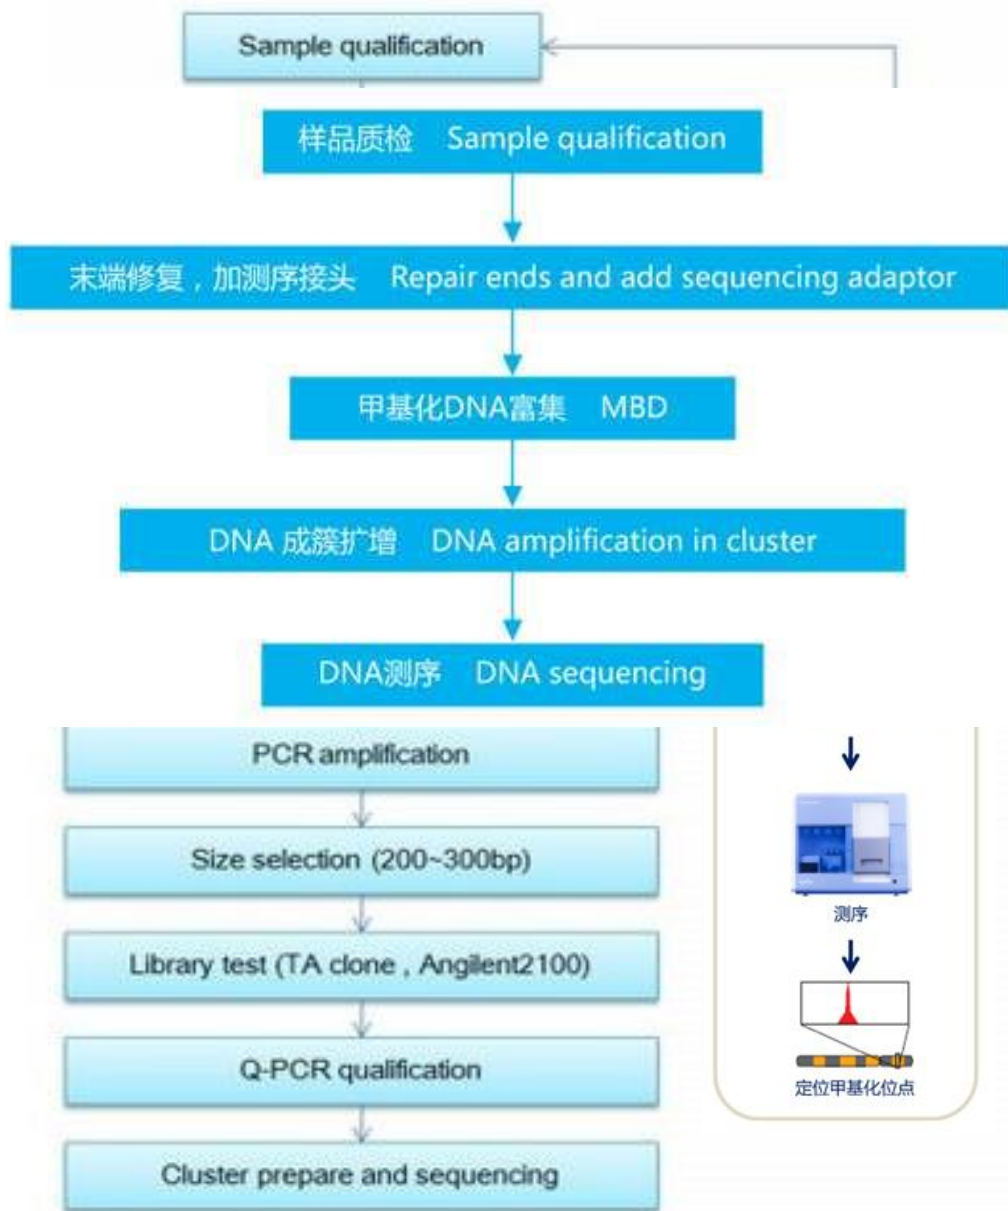 Sample qualification
样品质检 Sample qualification
末端修复，加测序接头 Repair ends and add sequencing adaptor
甲基化DNA富集 MBD
DNA 成簇扩增 DNA amplification in cluster
DNA测序 DNA sequencing
PCR amplification
Size selection (200~300bp)
Library test (TA clone , Angilent2100)
Q-PCR qualification
Cluster prepare and sequencing
测序
定位甲基化位点